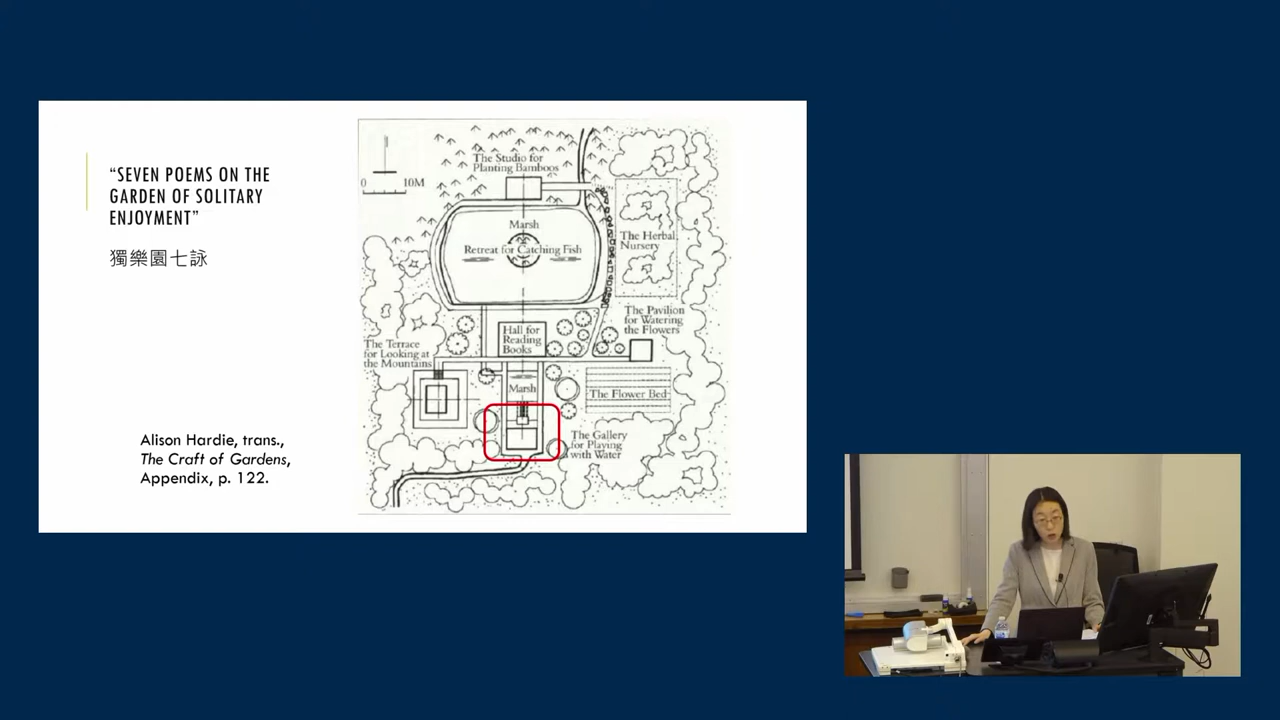 “SEVEN POEMS ON THE
GARDEN OF SOLITARY
ENJOYMENT”
獨樂園七詠
Alison Hardie, trans.,
The Craft of Gardens,
Appendix, p. 122.
0 10M
The Studio for
Planting Bamboos
Marsh
Retreat for Catching Fish
The Herbal
Nursery
The Pavilion
for Watering
the Flowers
Hall for
Reading
Books
The Terrace
for Looking at
the Mountains
Marsh
The Flower Bed
The Gallery
for Playing
with Water